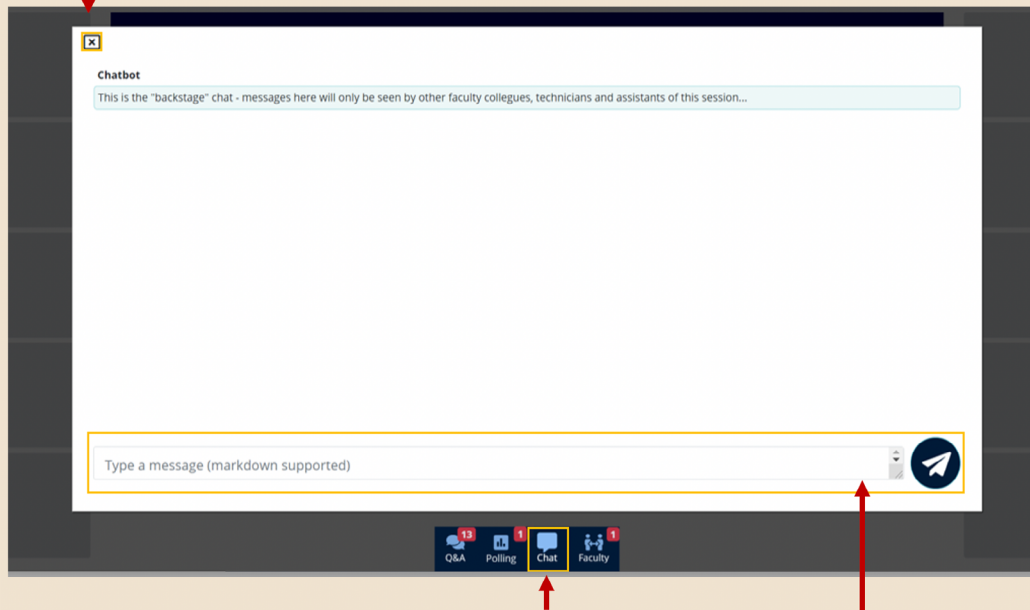 Chatbot
This is the "backstage" chat - messages here will only be seen by other faculty collegues, technicians and assistants of this session...
Type a message (markdown supported)
13
1
1
Q&A
Polling
Chat
Faculty